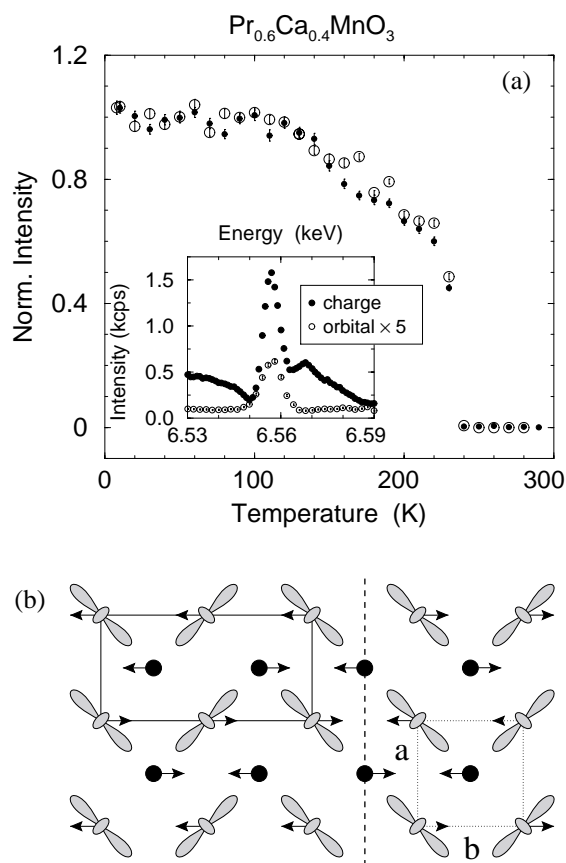 Pr0.6Ca0.4MnO3
(a)
1.2
0.8
0.4
0
Norm. Intensity
Energy (keV)
1.5
1.0
0.5
0.0
Intensity (kcps)
charge
orbital × 5
6.53 6.56 6.59
0 100 200 300
Temperature (K)
(b)
a
b